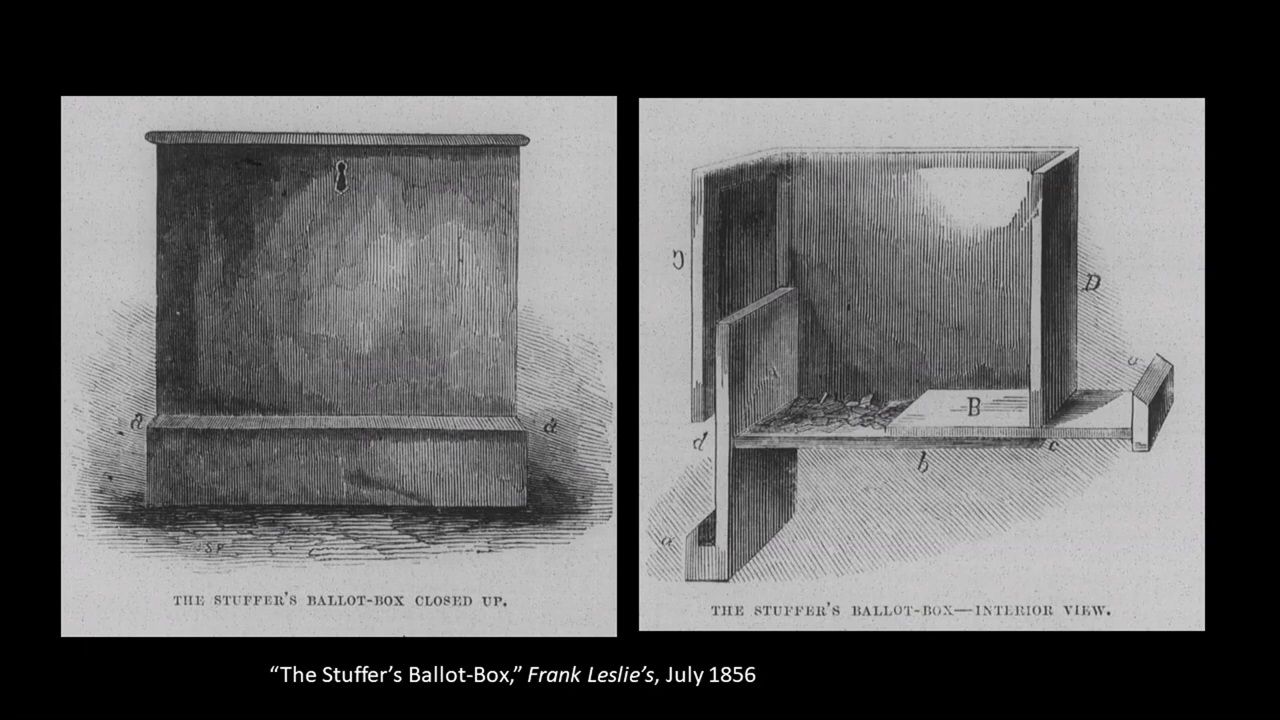 a
a
THE STUFFER'S BALLOT-BOX CLOSED UP.
C
D
a
A
B
d
c
b
a
THE STUFFER'S BALLOT-BOX—INTERIOR VIEW.
“The Stuffer’s Ballot-Box,” Frank Leslie’s, July 1856